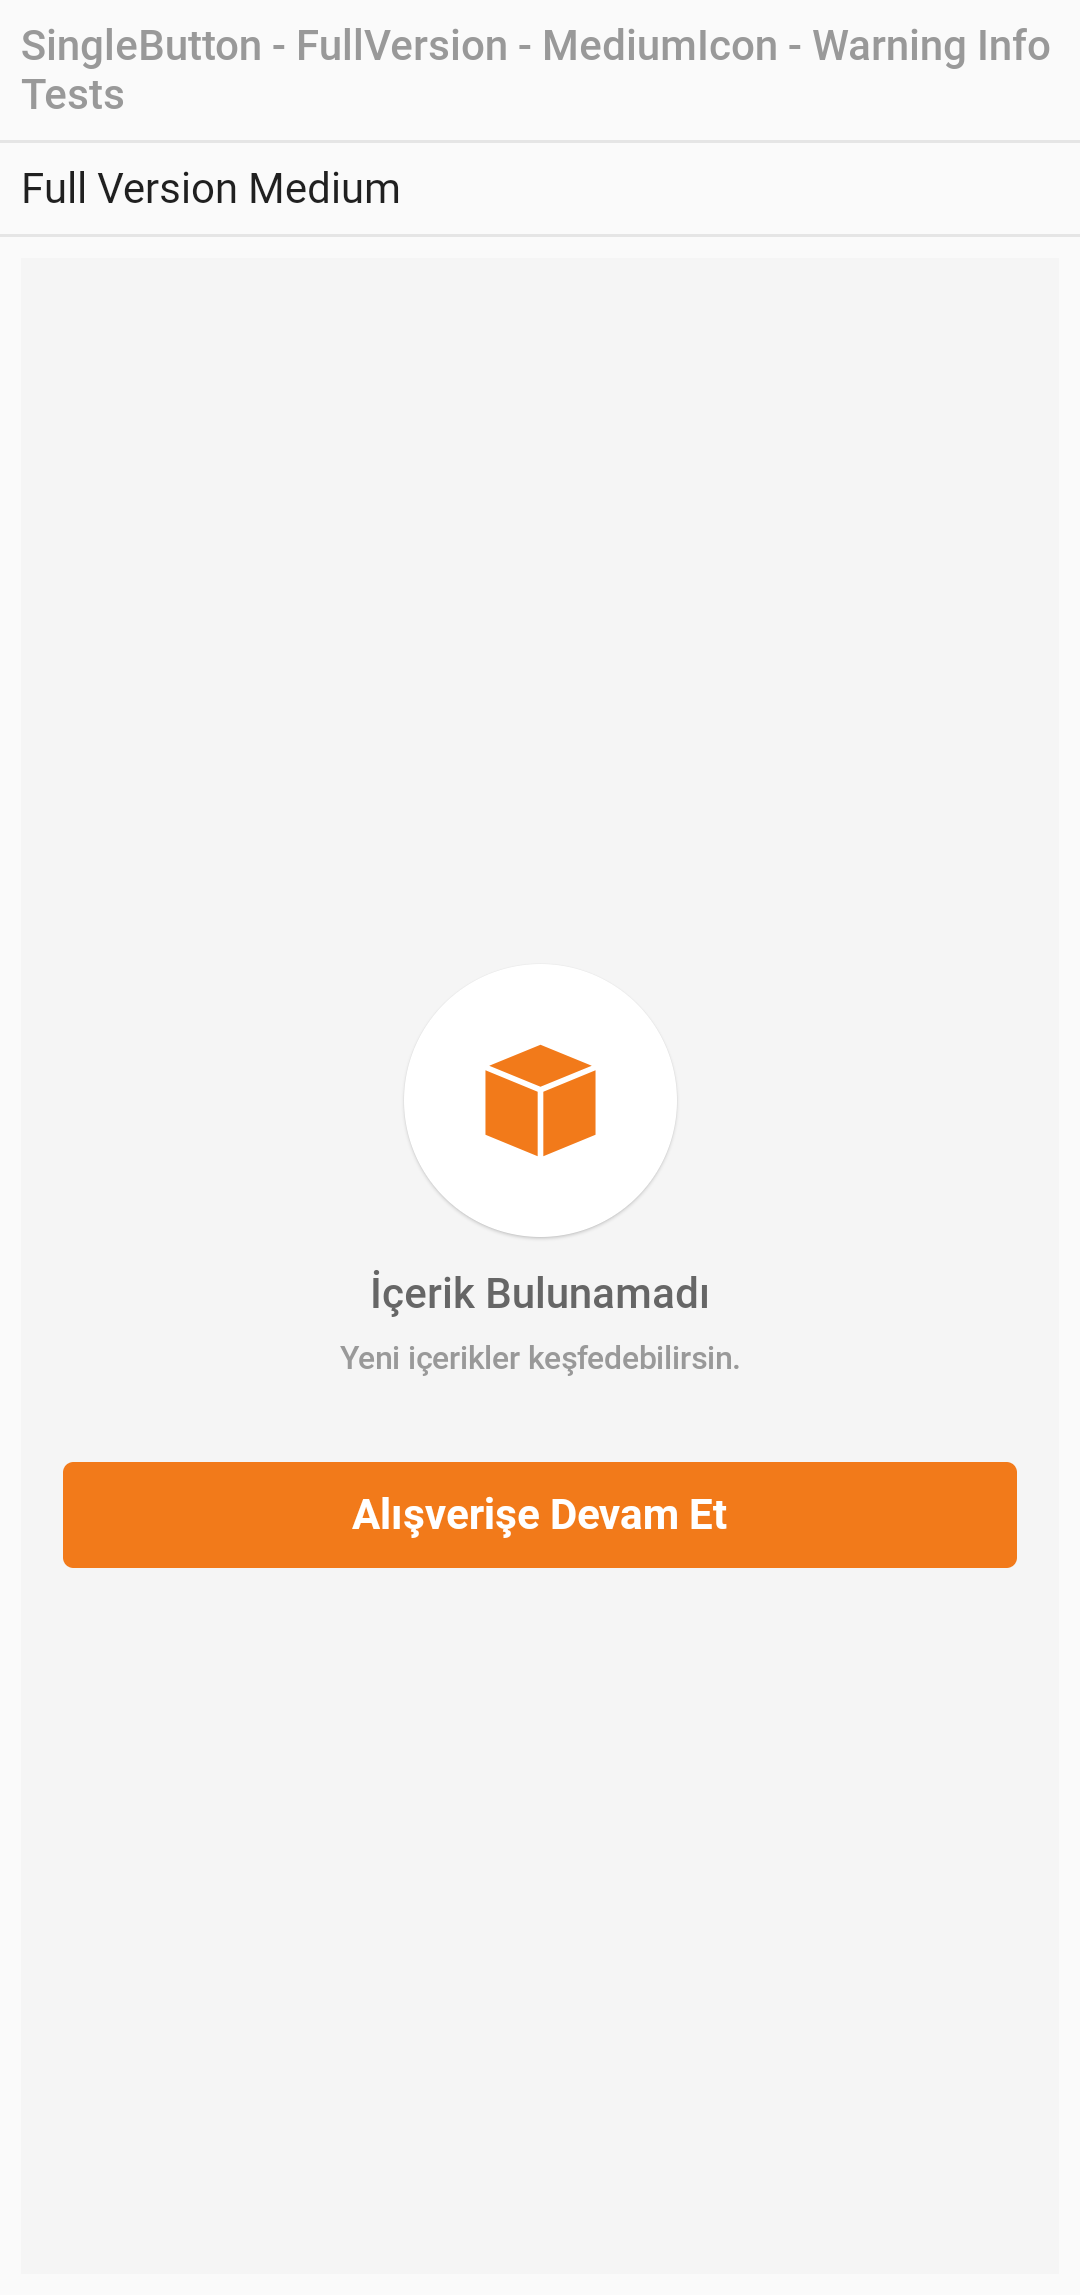 SingleButton - FullVersion - MediumIcon - Warning Info
Tests
Full Version Medium
İçerik Bulunamadı
Yeni içerikler keşfedebilirsin.
Alışverişe Devam Et